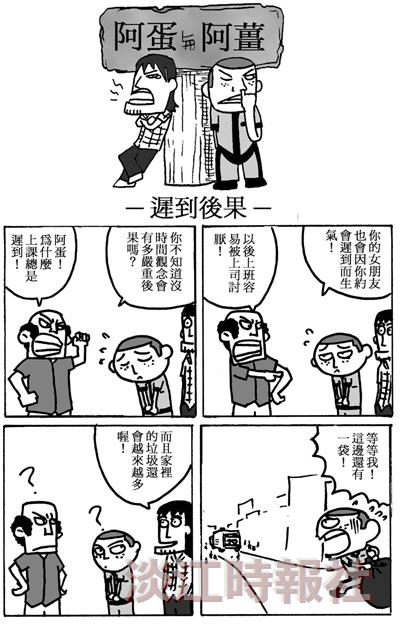 阿蛋與阿薑
－遲到後果－
阿蛋！
爲什麼
上課總是
遲到！
你不知道沒
時間觀念會
有多嚴重後
果嗎？
以後上班容
易被上司討
厭！
你的女朋友
也會因你約
會遲到而生
氣！
？
？
而且家裡
的垃圾還
會越來越多
喔！
等等我！
這邊還有
一袋！
淡江時報社